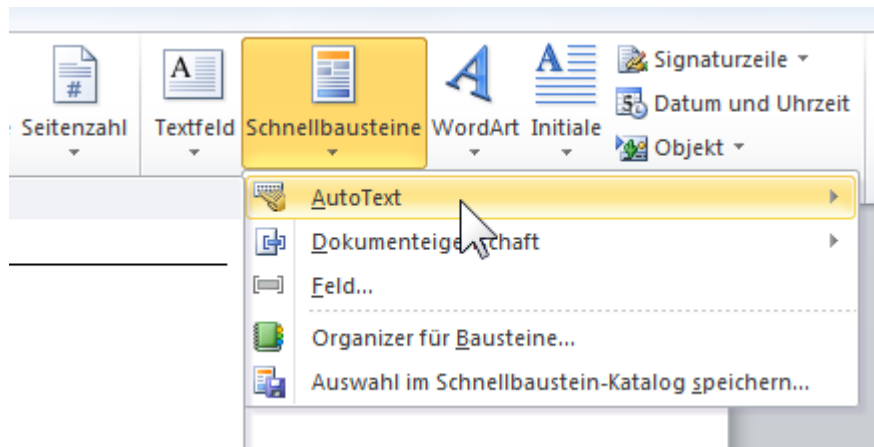 Seitenzahl
Textfeld
Schnellbausteine
WordArt
Initiale
Signaturzeile
Datum und Uhrzeit
Objekt
AutoText
Dokumenteigenschaft
Feld...
Organizer für Bausteine...
Auswahl im Schnellbaustein-Katalog speichern...